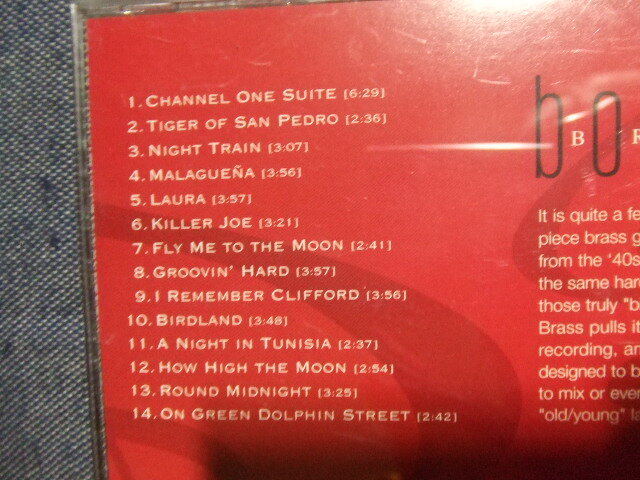 1. Channel One Suite [6:29]
2. Tiger of San Pedro [2:36]
3. Night Train [3:07]
4. Malagueña [3:56]
5. Laura [3:57]
6. Killer Joe [3:21]
7. Fly Me to the Moon [2:41]
8. Groovin' Hard [3:57]
9. I Remember Clifford [3:56]
10. Birdland [3:48]
11. A Night in Tunisia [2:37]
12. How High the Moon [2:54]
13. Round Midnight [3:25]
14. On Green Dolphin Street [2:42]
bo
B R
It is quite a fe
piece brass g
from the '40s
the same hard
those truly "b
Brass pulls it
recording, an
designed to b
to mix or ever
"old/young" la